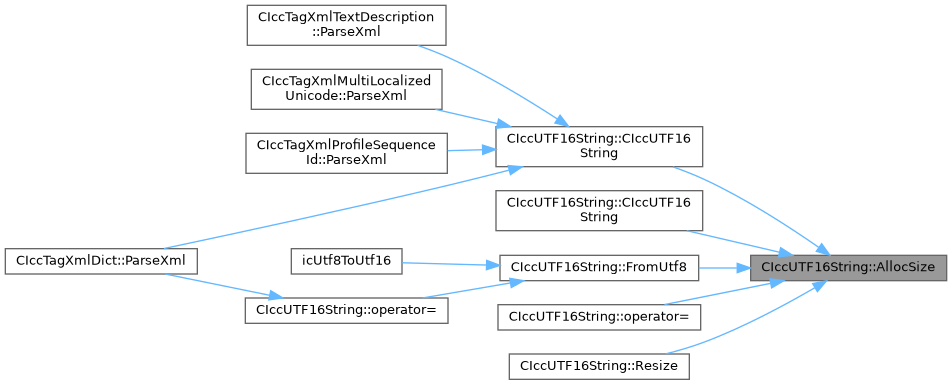 CIccTagXmlTextDescription
::ParseXml
CIccTagXmlMultiLocalized
Unicode::ParseXml
CIccTagXmlProfileSequence
Id::ParseXml
CIccTagXmlDict::ParseXml
icUtf8ToUtf16
CIccUTF16String::operator=
CIccUTF16String::CIccUTF16
String
CIccUTF16String::CIccUTF16
String
CIccUTF16String::FromUtf8
CIccUTF16String::operator=
CIccUTF16String::Resize
CIccUTF16String::AllocSize